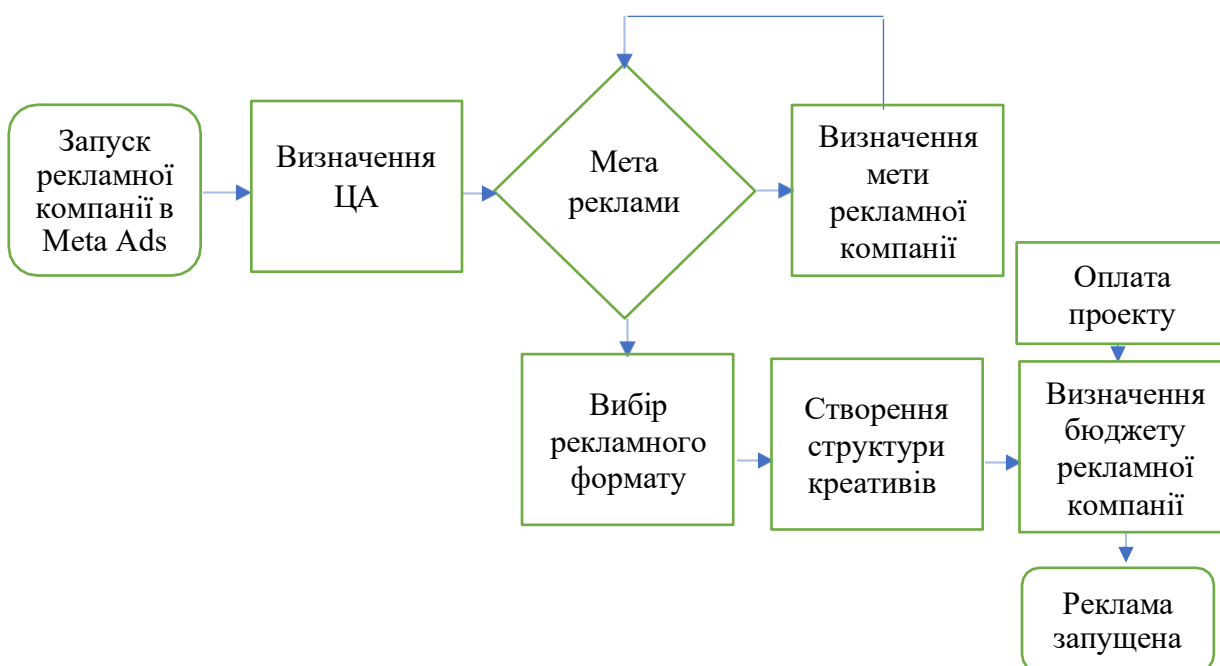 Запуск
рекламної
компанії в
Meta Ads
Визначення
ЦА
Мета
реклами
Визначення
мети
рекламної
компанії
Оплата
проекту
Вибір
рекламного
формату
Створення
структури
креативів
Визначення
бюджету
рекламної
компанії
Реклама
запущена